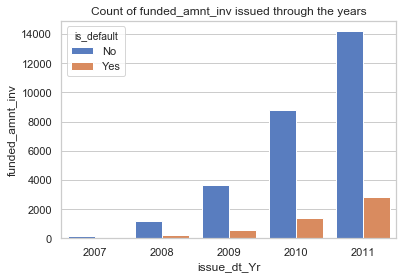 Count of funded_amnt_inv issued through the years
is_default
No
Yes
funded_amnt_inv
14000
12000
10000
8000
6000
4000
2000
0
2007 2008 2009 2010 2011
issue_dt_Yr